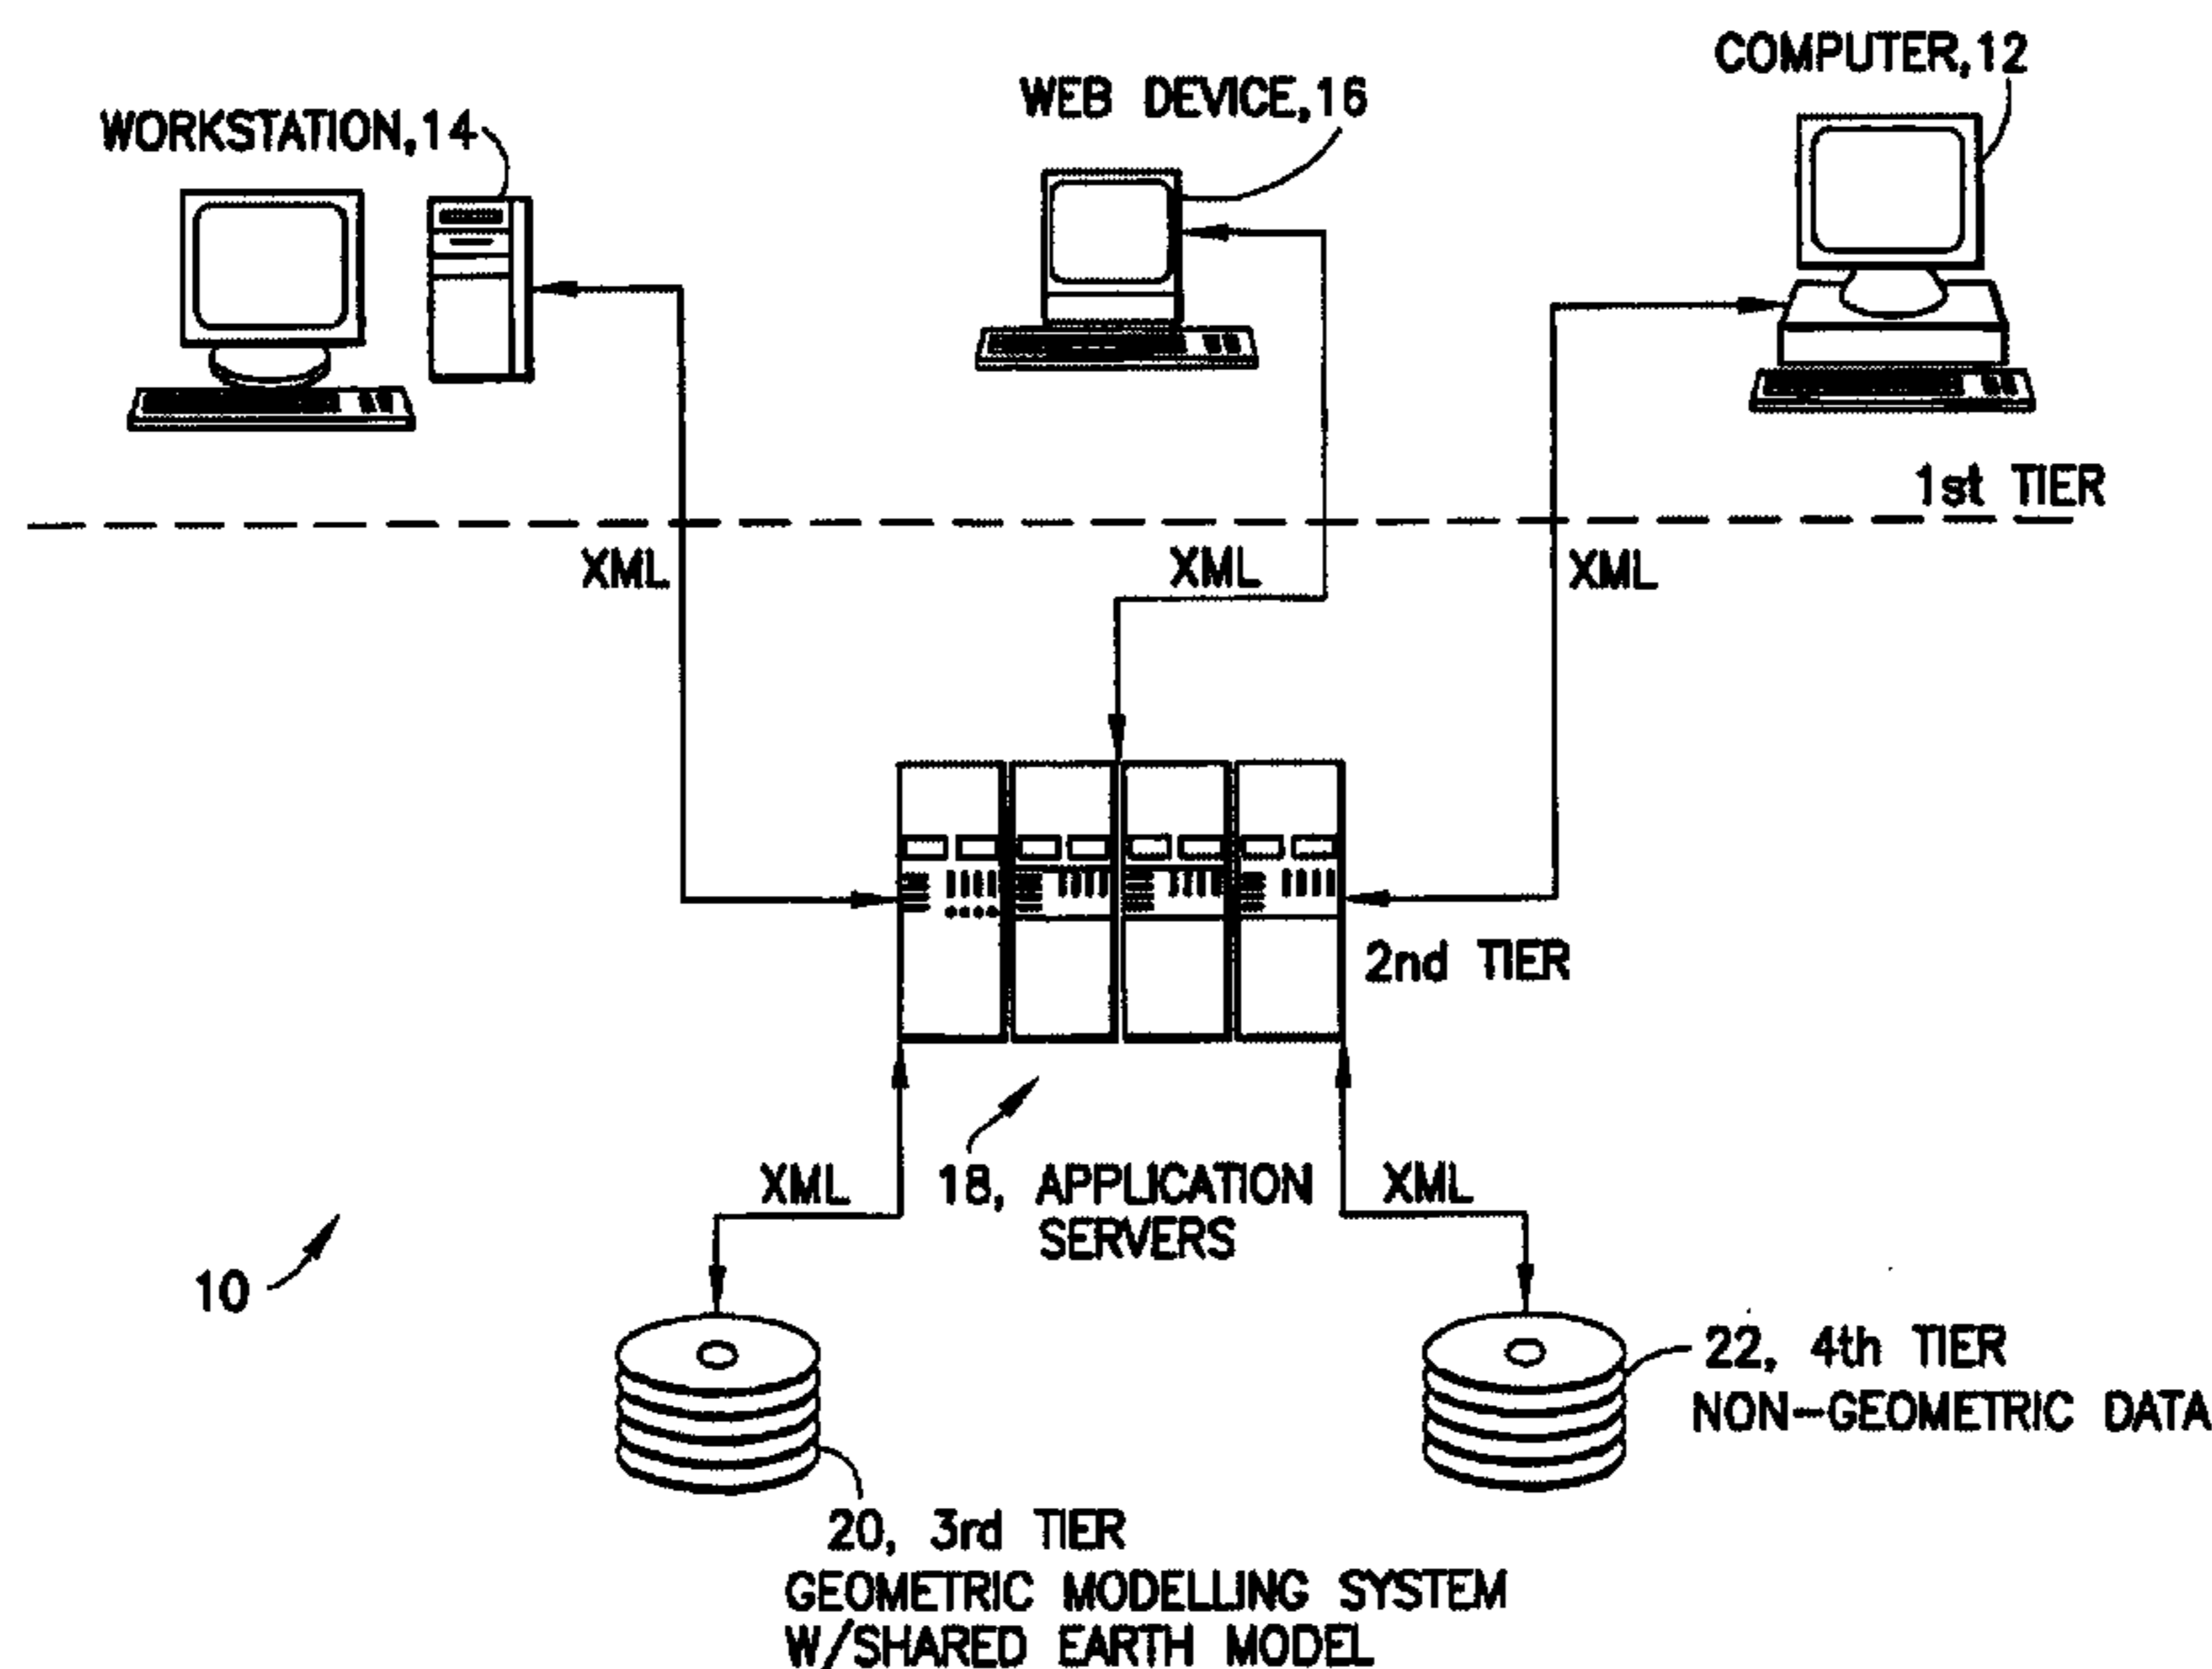 COMPUTER,12
WEB DEVICE,16
WORKSTATION,14
1st TIER
XML
XML
XML
2nd TIER
XML
18, APPLICATION
SERVERS
XML
10
22, 4th TIER
NON-GEOMETRIC DATA
20, 3rd TIER
GEOMETRIC MODELLING SYSTEM
W/SHARED EARTH MODEL